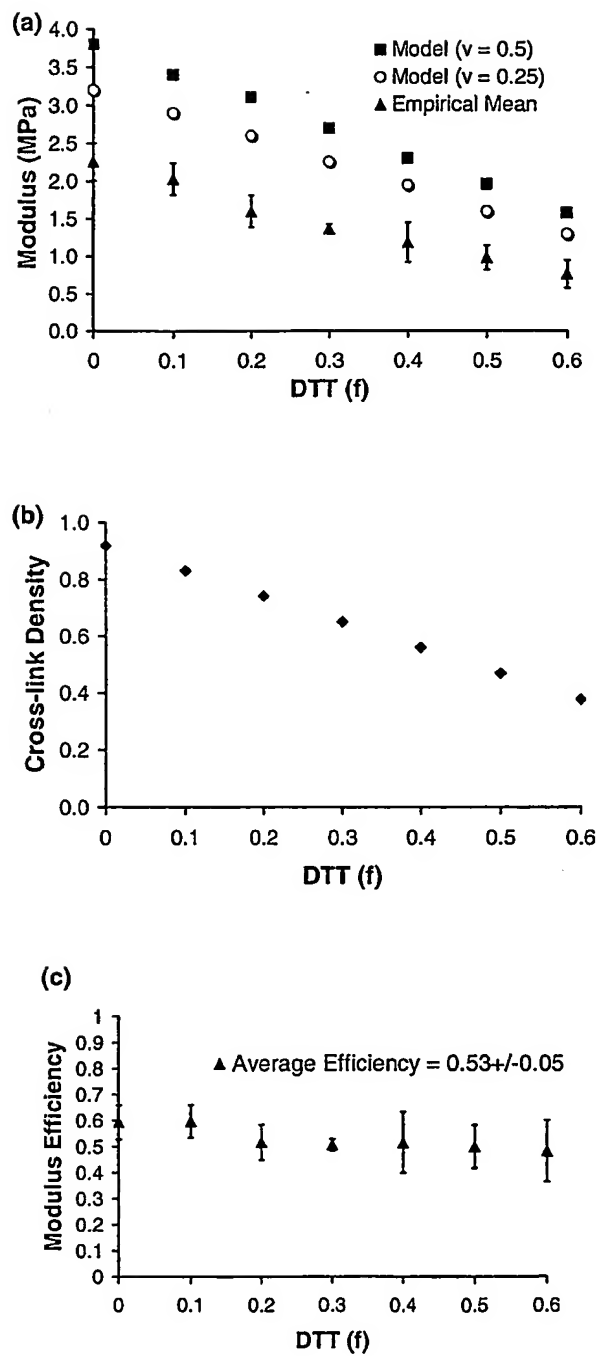 (a)
4.0
3.5
3.0
2.5
2.0
1.5
1.0
0.5
0.0
Modulus (MPa)
■ Model (v = 0.5)
○ Model (v = 0.25)
▲ Empirical Mean
0 0.1 0.2 0.3 0.4 0.5 0.6
DTT (f)
(b)
1.0
0.8
0.6
0.4
0.2
0.0
Cross-link Density
0 0.1 0.2 0.3 0.4 0.5 0.6
DTT (f)
(c)
1
0.9
0.8
0.7
0.6
0.5
0.4
0.3
0.2
0.1
0
Modulus Efficiency
▲ Average Efficiency = 0.53+/-0.05
0 0.1 0.2 0.3 0.4 0.5 0.6
DTT (f)